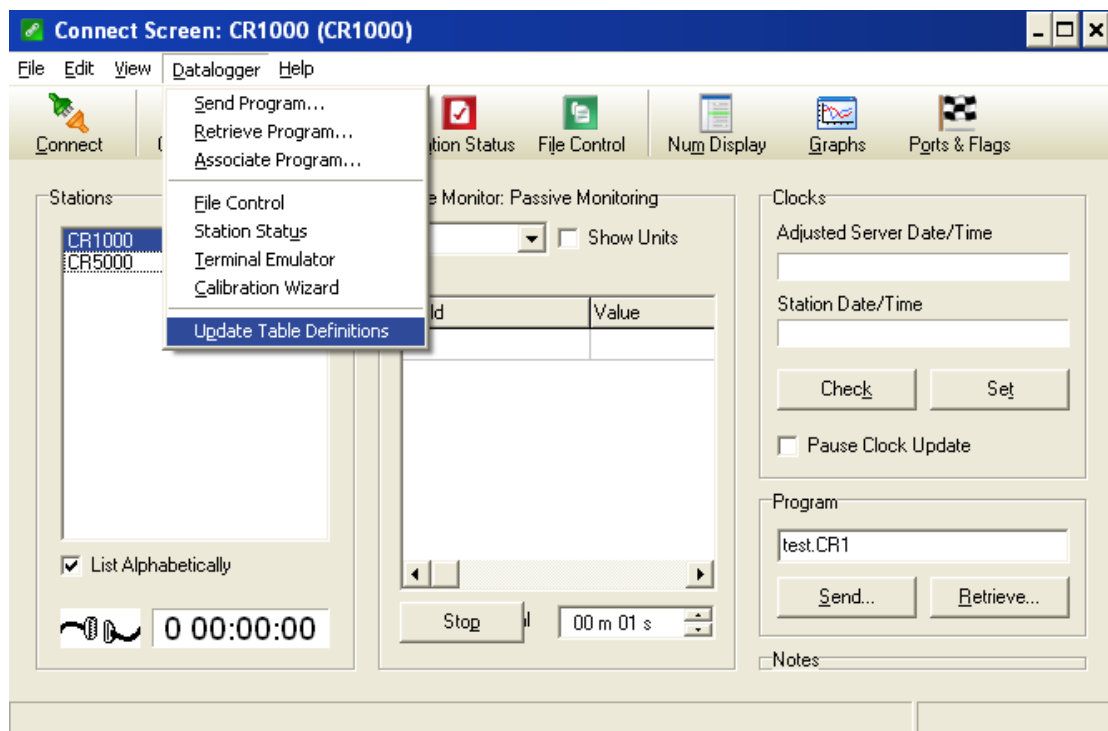 Connect Screen: CR1000 (CR1000)
File Edit View Datalogger Help
Send Program...
Retrieve Program...
Associate Program...
File Control
Station Status
Terminal Emulator
Calibration Wizard
Update Table Definitions
Connect Status File Control Num Display Graphs Ports & Flags
Stations
CR1000
CR5000
List Alphabetically
0 00:00:00
Monitor: Passive Monitoring
Show Units
Value
Stop 00 m 01 s
Clocks
Adjusted Server Date/Time
Station Date/Time
Check Set
Pause Clock Update
Program
test.CR1
Send... Retrieve...
Notes